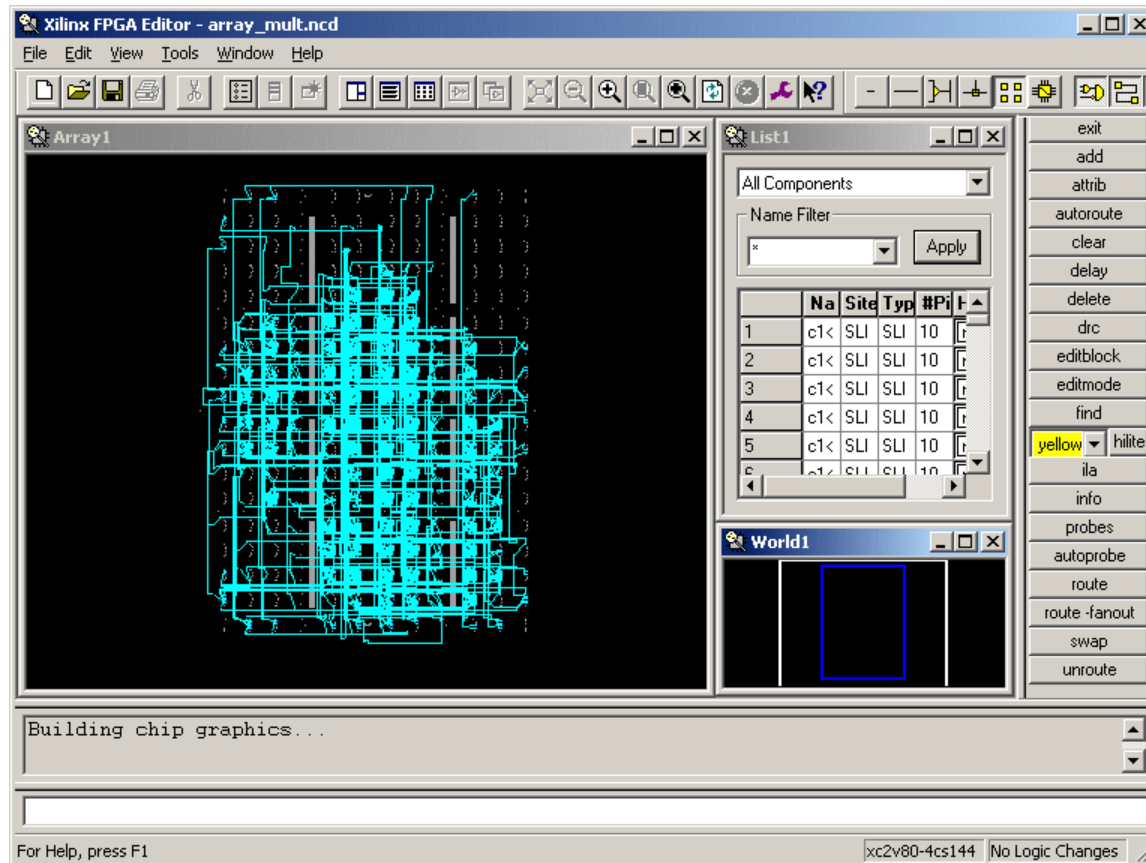 Xilinx FPGA Editor - array_mult.ncd
File Edit View Tools Window Help
Array1
List1
All Components
Name Filter
*
Apply
Na Site Typ #Pi H
1 c1< SLI SLI 10
2 c1< SLI SLI 10
3 c1< SLI SLI 10
4 c1< SLI SLI 10
5 c1< SLI SLI 10
World1
exit
add
attrib
autoroute
clear
delay
delete
drc
editblock
editmode
find
yellow hilite
ila
info
probes
autoprobe
route
route -fanout
swap
unroute
Building chip graphics...
For Help, press F1
xc2v80-4cs144 No Logic Changes